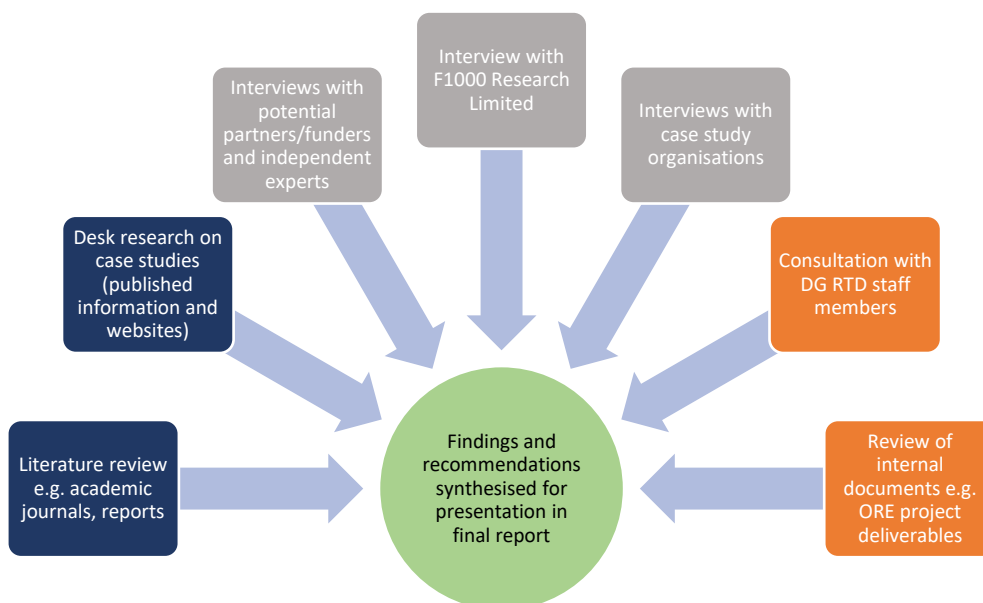 Interview with
F1000 Research
Limited
Interviews with
potential
partners/funders
and independent
experts
Interviews with
case study
organisations
Desk research on
case studies
(published
information and
websites)
Consultation with
DG RTD staff
members
Literature review
e.g. academic
journals, reports
Findings and
recommendations
synthesised for
presentation in
final report
Review of
internal
documents e.g.
ORE project
deliverables